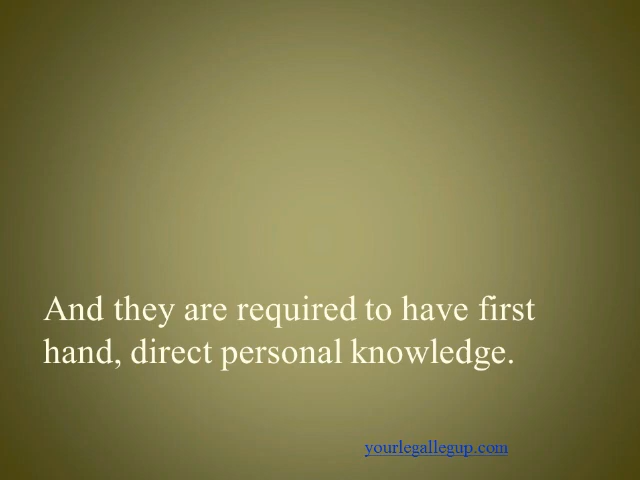 And they are required to have first
hand, direct personal knowledge.
yourlegallegup.com